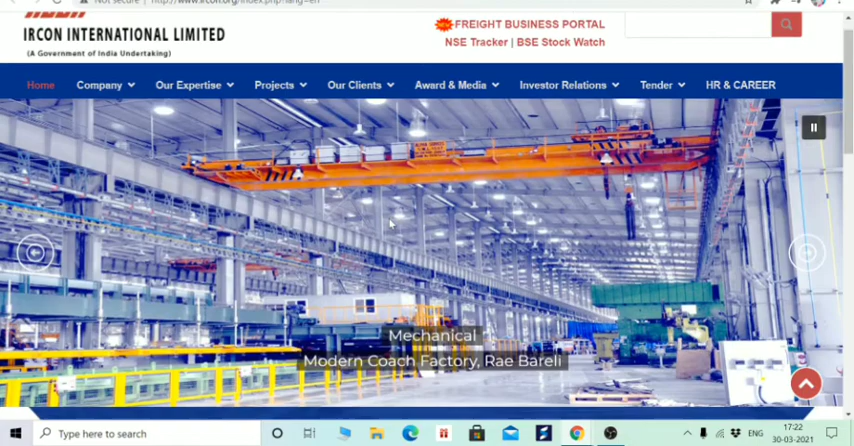 Not secure | http://www.ircon.org/index.php?lang=en
IRCON INTERNATIONAL LIMITED
(A Government of India Undertaking)
NEW FREIGHT BUSINESS PORTAL
NSE Tracker | BSE Stock Watch
Home Company Our Expertise Projects Our Clients Award & Media Investor Relations Tender HR & CAREER
Mechanical
Modern Coach Factory, Rae Bareli
Type here to search
ENG
17:22
30-03-2021